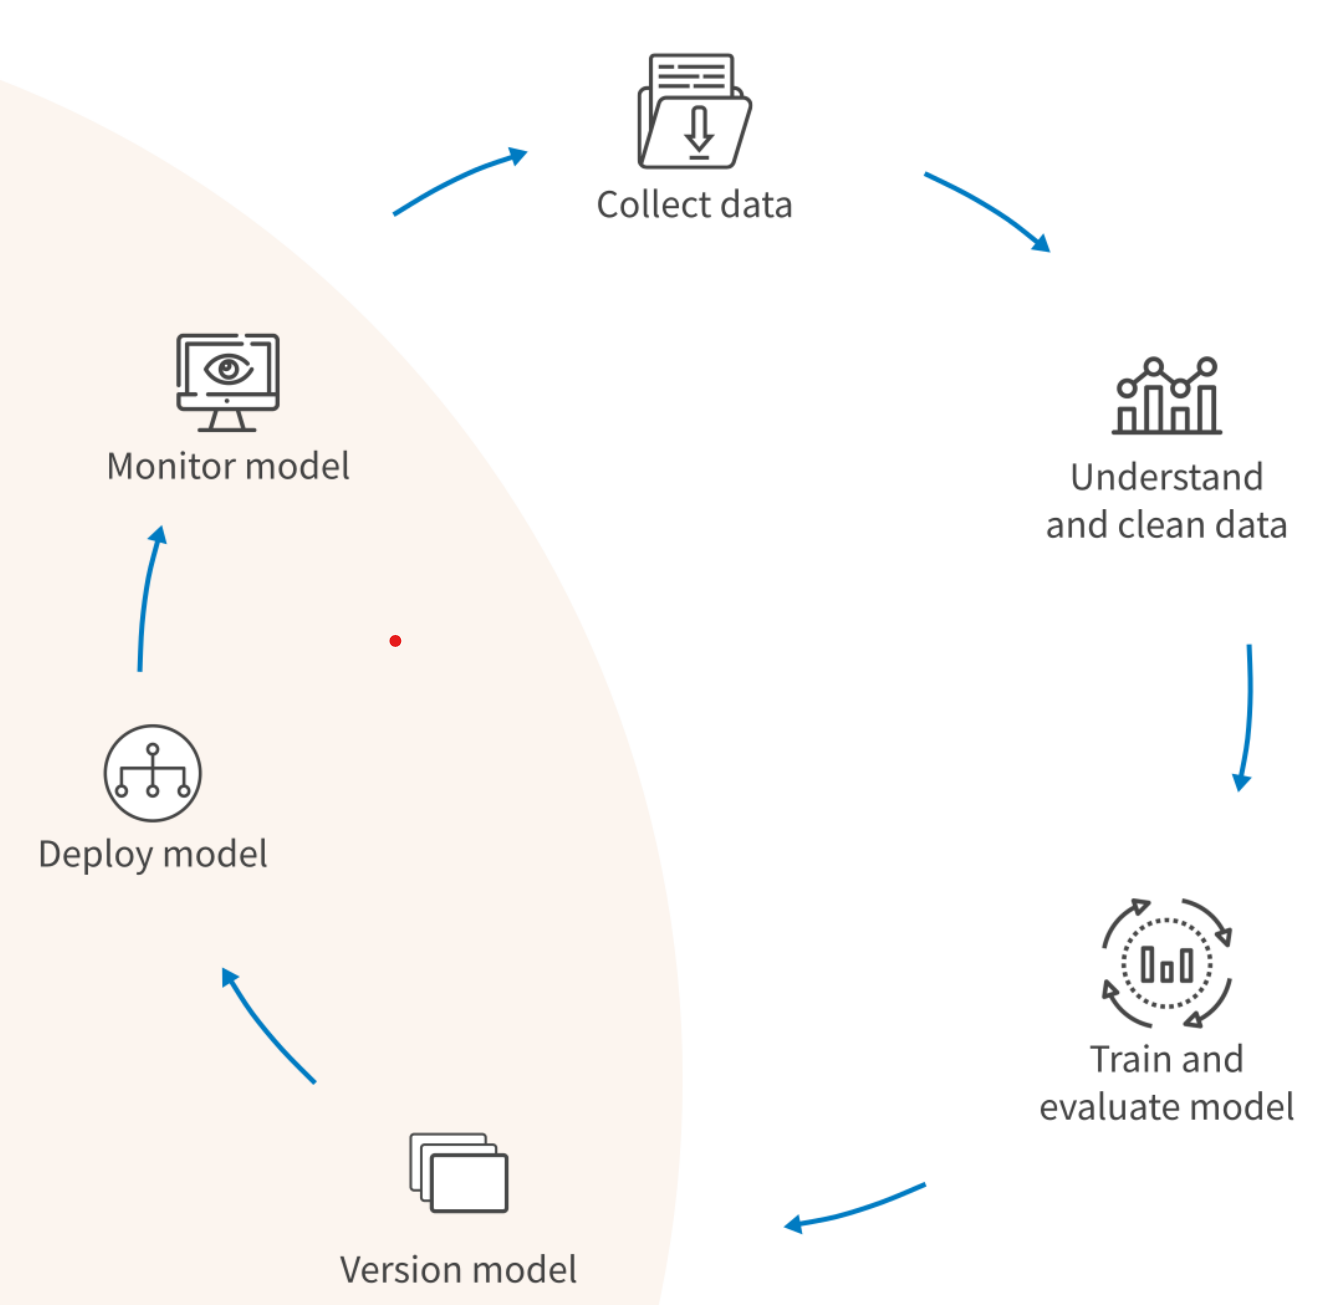 Collect data
Understand
and clean data
Train and
evaluate model
Version model
Deploy model
Monitor model